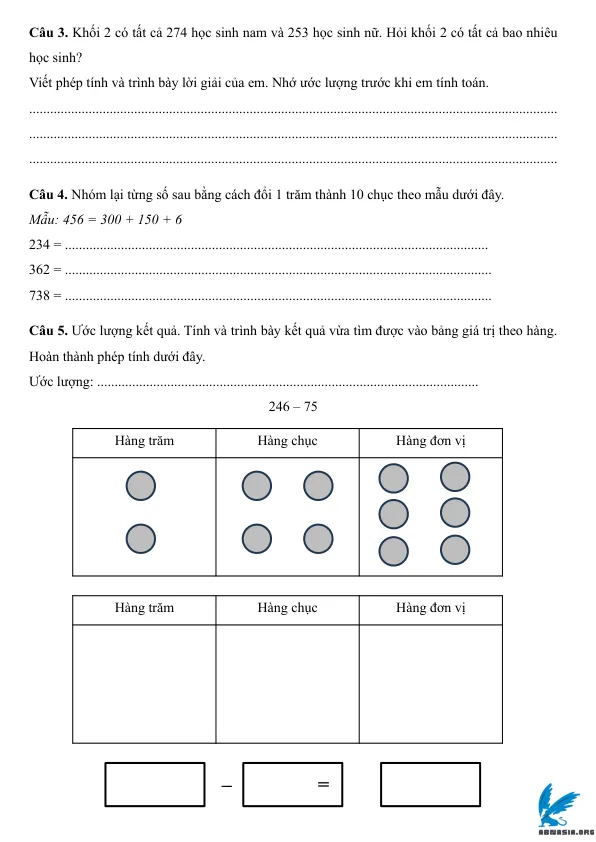 Câu 3. Khối 2 có tất cả 274 học sinh nam và 253 học sinh nữ. Hỏi khối 2 có tất cả bao nhiêu
học sinh?
Viết phép tính và trình bày lời giải của em. Nhớ ước lượng trước khi em tính toán.
Câu 4. Nhóm lại từng số sau bằng cách đổi 1 trăm thành 10 chục theo mẫu dưới đây.
Mẫu: 456 = 300 + 150 + 6
234 = ..........
362 = ..........
738 = ..........
Câu 5. Ước lượng kết quả. Tính và trình bày kết quả vừa tìm được vào bảng giá trị theo hàng.
Hoàn thành phép tính dưới đây.
Ước lượng: ..........
246 – 75
Hàng trăm Hàng chục Hàng đơn vị
Hàng trăm Hàng chục Hàng đơn vị
– =
ABMASIA.ORG